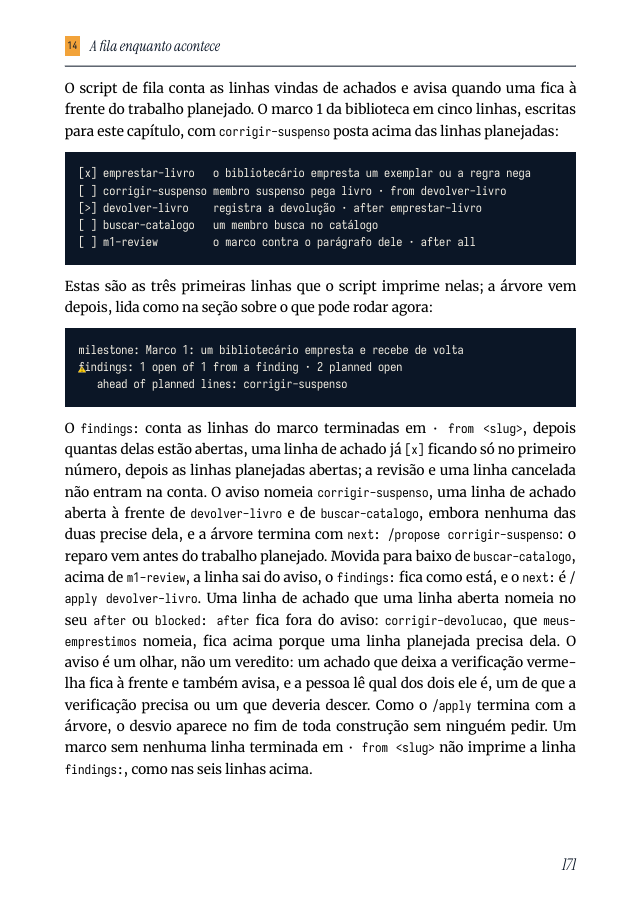 14 A fila enquanto acontece
O script de fila conta as linhas vindas de achados e avisa quando uma fica à
frente do trabalho planejado. O marco 1 da biblioteca em cinco linhas, escritas
para este capítulo, com corrigir-suspenso posta acima das linhas planejadas:
[x] emprestar-livro   o bibliotecário empresta um exemplar ou a regra nega
[ ] corrigir-suspenso membro suspenso pega livro · from devolver-livro
[>] devolver-livro    registra a devolução · after emprestar-livro
[ ] buscar-catalogo   um membro busca no catálogo
[ ] m1-review         o marco contra o parágrafo dele · after all
Estas são as três primeiras linhas que o script imprime nelas; a árvore vem
depois, lida como na seção sobre o que pode rodar agora:
milestone: Marco 1: um bibliotecário empresta e recebe de volta
findings: 1 open of 1 from a finding · 2 planned open
⚠ ahead of planned lines: corrigir-suspenso
O findings: conta as linhas do marco terminadas em · from <slug>, depois
quantas delas estão abertas, uma linha de achado já [x] ficando só no primeiro
número, depois as linhas planejadas abertas; a revisão e uma linha cancelada
não entram na conta. O aviso nomeia corrigir-suspenso, uma linha de achado
aberta à frente de devolver-livro e de buscar-catalogo, embora nenhuma das
duas precise dela, e a árvore termina com next: /propose corrigir-suspenso: o
reparo vem antes do trabalho planejado. Movida para baixo de buscar-catalogo,
acima de m1-review, a linha sai do aviso, o findings: fica como está, e o next: é /
apply devolver-livro. Uma linha de achado que uma linha aberta nomeia no
seu after ou blocked: after fica fora do aviso: corrigir-devolucao, que meus-
emprestimos nomeia, fica acima porque uma linha planejada precisa dela. O
aviso é um olhar, não um veredito: um achado que deixa a verificação verme-
lha fica à frente e também avisa, e a pessoa lê qual dos dois ele é, um de que a
verificação precisa ou um que deveria descer. Como o /apply termina com a
árvore, o desvio aparece no fim de toda construção sem ninguém pedir. Um
marco sem nenhuma linha terminada em · from <slug> não imprime a linha
findings:, como nas seis linhas acima.
171